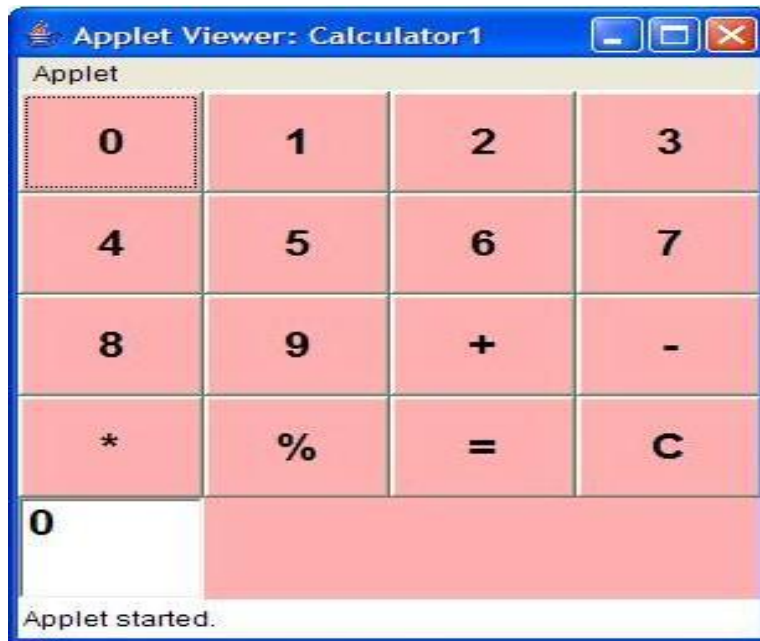 Applet Viewer: Calculator1
Applet
0 1 2 3
4 5 6 7
8 9 + -
* % = C
0
Applet started.